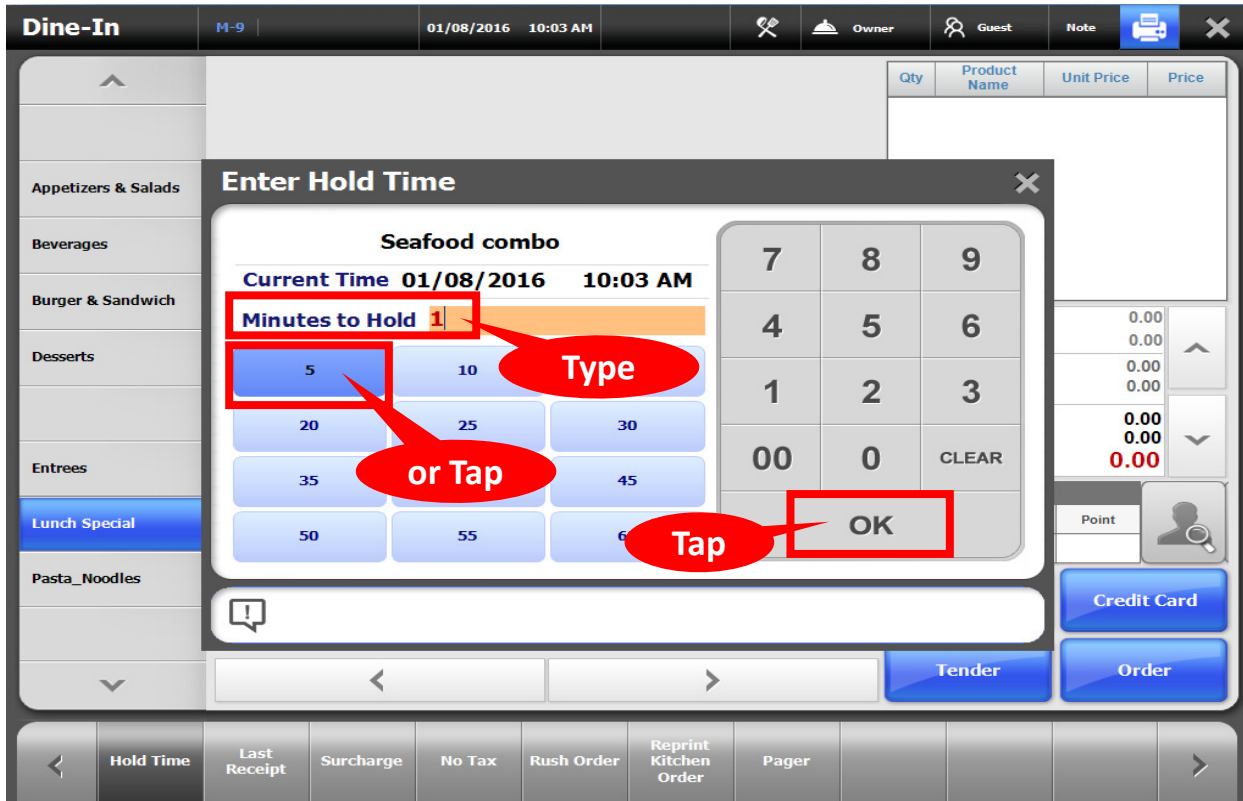 Dine-In M-9 01/08/2016 10:03 AM Owner Guest Note
Qty Product Name Unit Price Price
Appetizers & Salads
Beverages
Burger & Sandwich
Desserts
Entrees
Lunch Special
Pasta_Noodles
Enter Hold Time
Seafood combo
Current Time 01/08/2016 10:03 AM
Minutes to Hold 1
Type
5 10
20 25 30
or Tap
35 45
50 55
7 8 9
4 5 6
1 2 3
00 0 CLEAR
Tap
OK
0.00
0.00
0.00
0.00
0.00
0.00
0.00
Point
Credit Card
Tender Order
Hold Time
Last
Receipt
Surcharge
No Tax
Rush Order
Reprint
Kitchen
Order
Pager